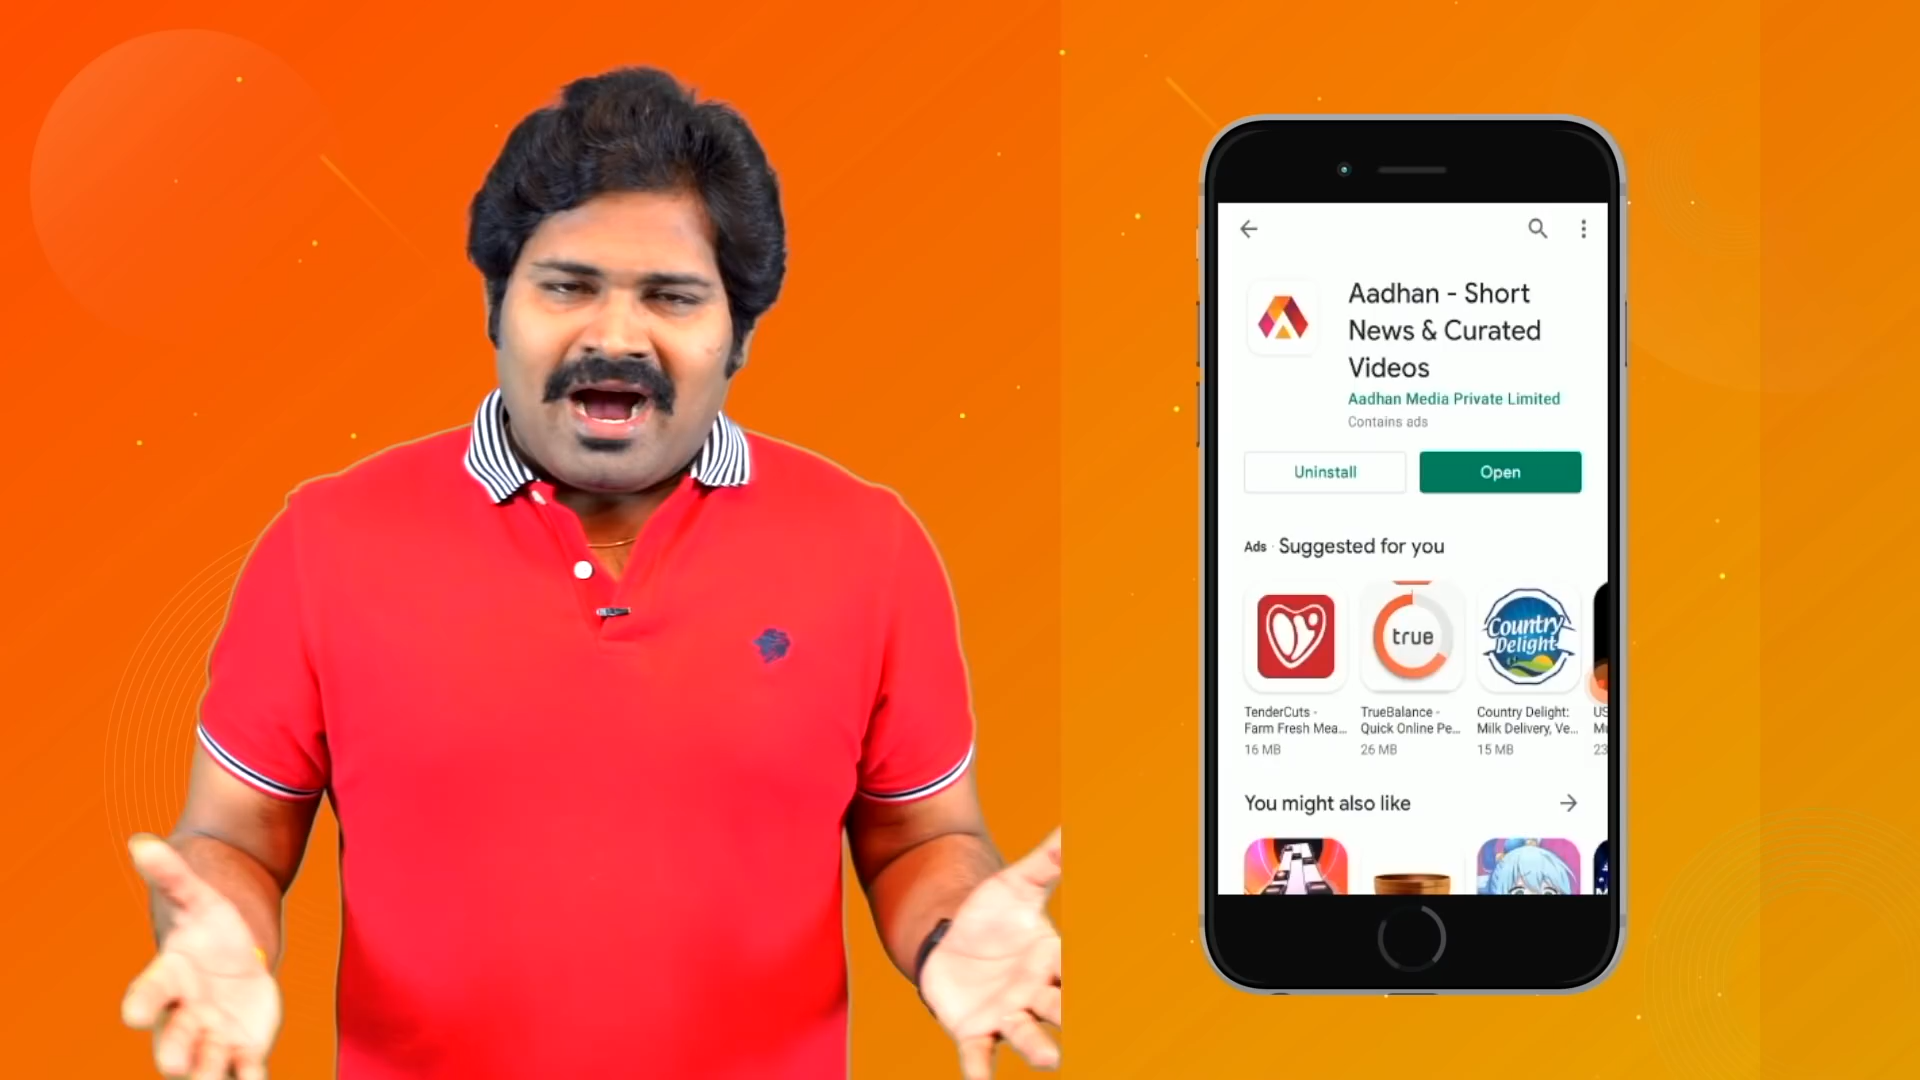 Aadhan - Short
News & Curated
Videos
Aadhan Media Private Limited
Contains ads
Uninstall
Open
Ads · Suggested for you
true
Country
Delight
TenderCuts -
Farm Fresh Mea...
16 MB
TrueBalance -
Quick Online Pe...
26 MB
Country Delight:
Milk Delivery, Ve...
15 MB
You might also like